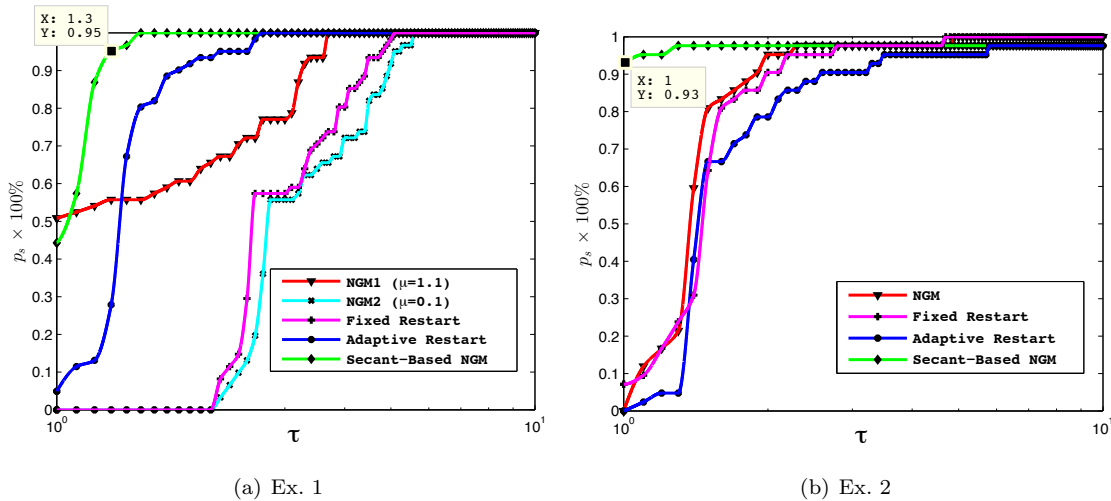 X: 1.3
Y: 0.95
0.9
0.8
0.7
0.6
0.5
0.4
0.3
0.2
0.1
0
p_s × 100%
10^0
10^1
τ
NGM1 (μ=1.1)
NGM2 (μ=0.1)
Fixed Restart
Adaptive Restart
Secant-Based NGM
(a) Ex. 1
1
0.9
0.8
0.7
0.6
0.5
0.4
0.3
0.2
0.1
0
p_s × 100%
X: 1
Y: 0.93
10^0
10^1
τ
NGM
Fixed Restart
Adaptive Restart
Secant-Based NGM
(b) Ex. 2